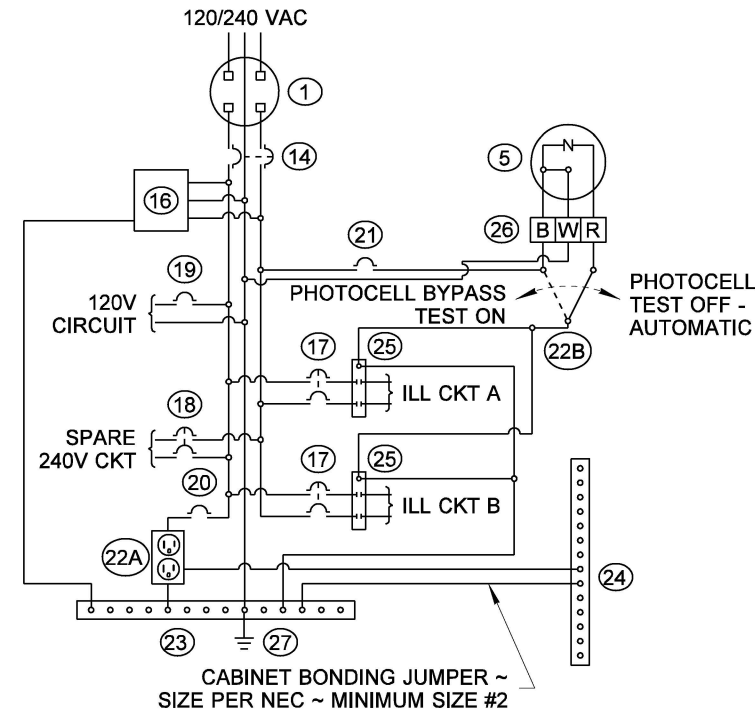 120/240 VAC
1
14
5
16
26
B W R
21
19
120V
CIRCUIT
PHOTOCELL BYPASS
TEST ON
PHOTOCELL
TEST OFF -
AUTOMATIC
22B
17
25
ILL CKT A
18
SPARE
240V CKT
17
25
20
ILL CKT B
22A
24
23
27
CABINET BONDING JUMPER ~
SIZE PER NEC ~ MINIMUM SIZE #2